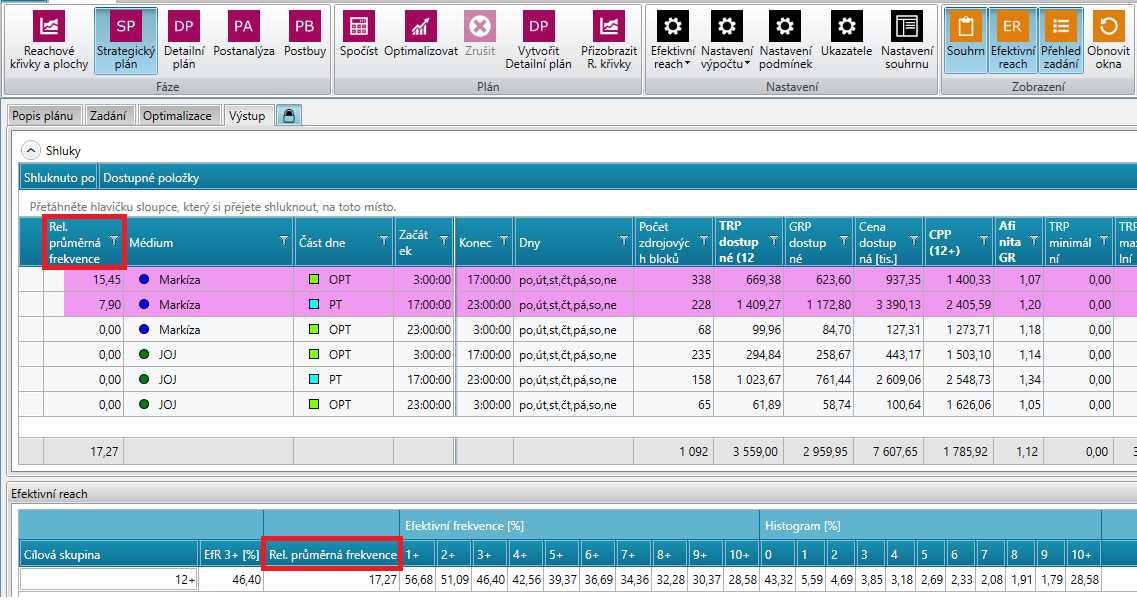 SP DP PA PB DP ER
Reachové křivky a plochy
Strategický plán
Detailní plán
Postanalýza
Postbuy
Spočíst
Optimalizovat
Zrušit
Vytvořit Detailní plán
Přizobrazit R. křivky
Efektivní reach
Nastavení výpočtu
Nastavení podmínek
Ukazatele
Nastavení souhrnu
Souhrn
Efektivní reach
Přehled zadání
Obnovit okna
Fáze Plán Nastavení Zobrazení
Popis plánu Zadání Optimalizace Výstup
Shluky
Shluknuto po Dostupné položky
Přetáhněte hlavičku sloupce, který si přejete shluknout, na toto místo.
Rel. průměrná frekvence Médium Část dne Začát ek Konec Dny Počet zdrojovýc h bloků TRP dostup né (12 GRP dostup né Cena dostup ná [tis.] CPP (12+) Afi nita GR TRP minimál ní TRP
15,45 Markíza OPT 3:00:00 17:00:00 po,út,st,čt,pá,so,ne 338 669,38 623,60 937,35 1 400,33 1,07 0,00
7,90 Markíza PT 17:00:00 23:00:00 po,út,st,čt,pá,so,ne 228 1 409,27 1 172,80 3 390,13 2 405,59 1,20 0,00
0,00 Markíza OPT 23:00:00 3:00:00 po,út,st,čt,pá,so,ne 68 99,96 84,70 127,31 1 273,71 1,18 0,00
0,00 JOJ OPT 3:00:00 17:00:00 po,út,st,čt,pá,so,ne 235 294,84 258,67 443,17 1 503,10 1,14 0,00
0,00 JOJ PT 17:00:00 23:00:00 po,út,st,čt,pá,so,ne 158 1 023,67 761,44 2 609,06 2 548,73 1,34 0,00
0,00 JOJ OPT 23:00:00 3:00:00 po,út,st,čt,pá,so,ne 65 61,89 58,74 100,64 1 626,06 1,05 0,00
17,27 1 092 3 559,00 2 959,95 7 607,65 1 785,92 1,12 0,00
Efektivní reach
Efektivní frekvence [%] Histogram [%]
Cílová skupina EfR 3+ [%] Rel. průměrná frekvence 1+ 2+ 3+ 4+ 5+ 6+ 7+ 8+ 9+ 10+ 0 1 2 3 4 5 6 7 8 9 10+
12+ 46,40 17,27 56,68 51,09 46,40 42,56 39,37 36,69 34,36 32,28 30,37 28,58 43,32 5,59 4,69 3,85 3,18 2,69 2,33 2,08 1,91 1,79 28,58